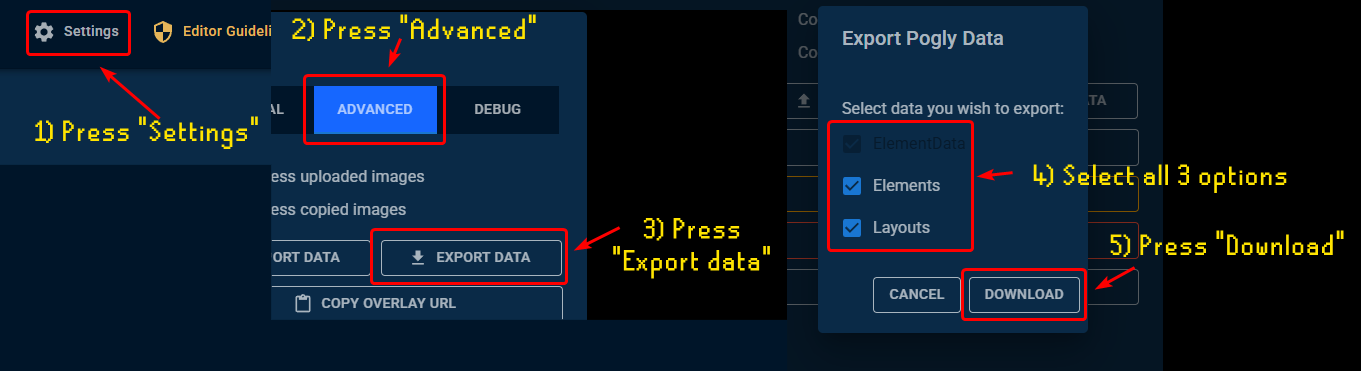 Settings
Editor Guideli
1) Press "Settings"
2) Press "Advanced"
AL
ADVANCED
DEBUG
ess uploaded images
ess copied images
ORT DATA
EXPORT DATA
COPY OVERLAY URL
3) Press
"Export data"
Co
Co
ATA
Export Pogly Data
Select data you wish to export:
ElementData
Elements
Layouts
CANCEL
DOWNLOAD
4) Select all 3 options
5) Press "Download"